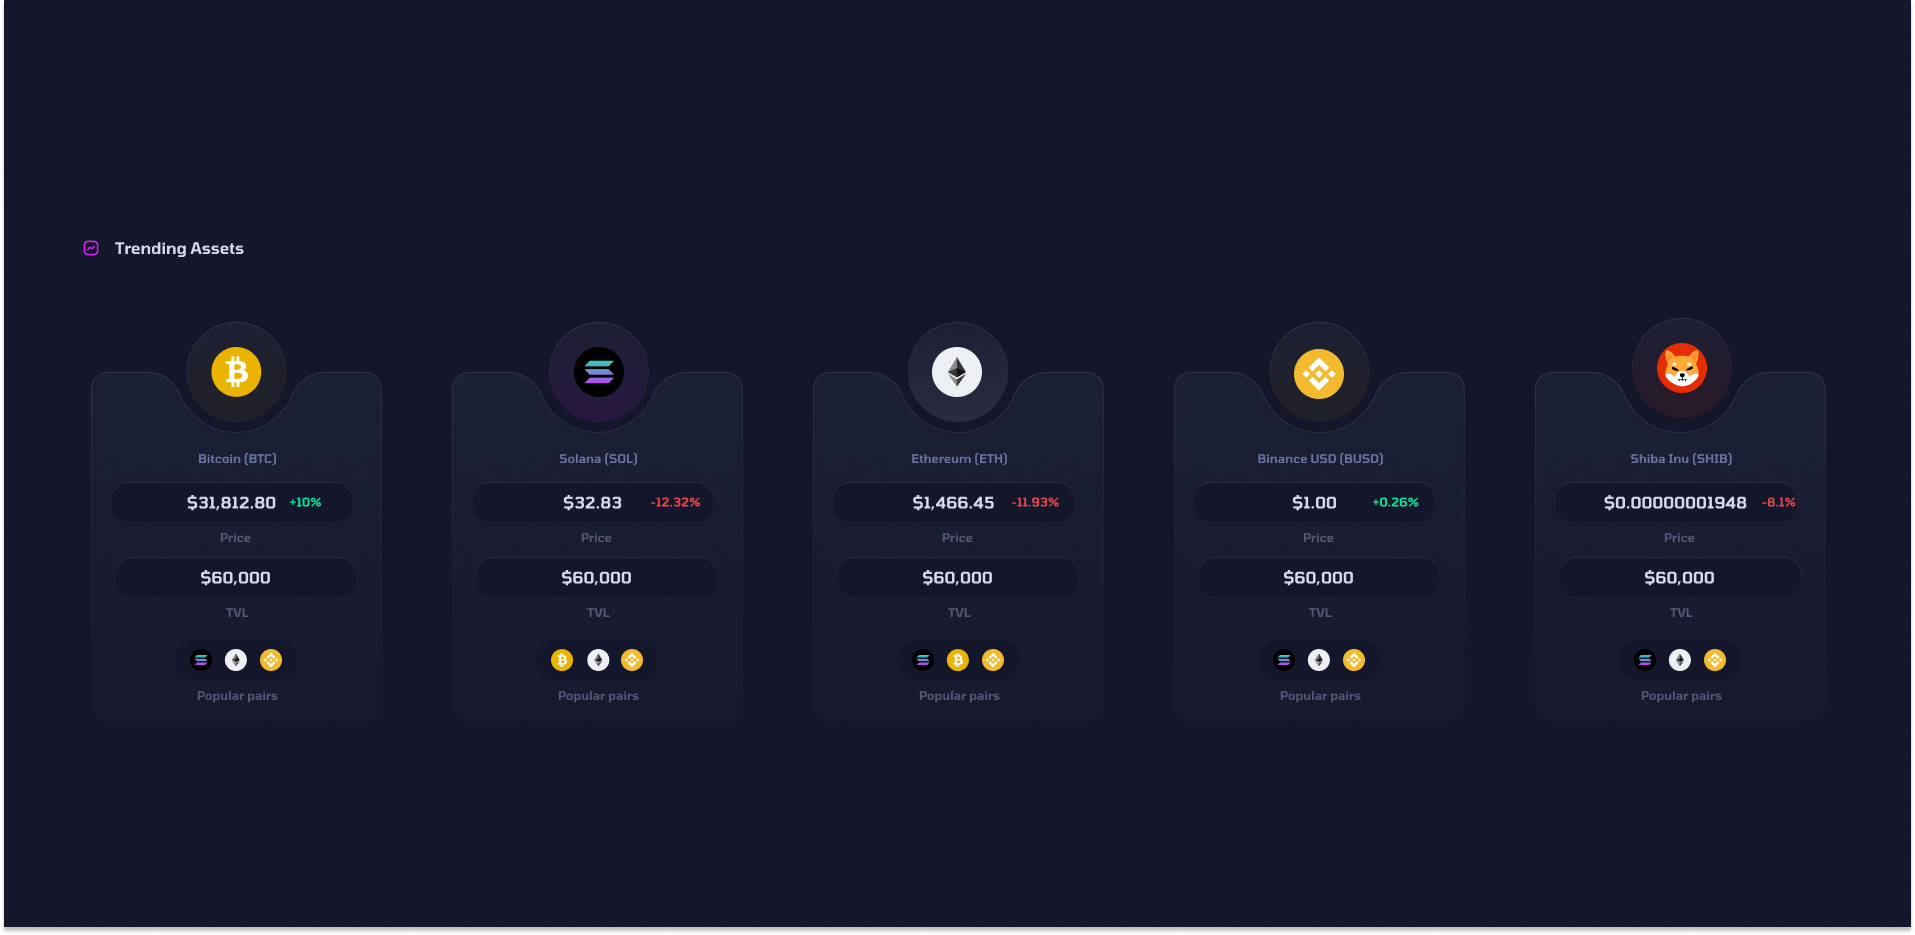 Trending Assets
Bitcoin (BTC)
$31,812.80 +10%
Price
$60,000
TVL
Popular pairs
Solana (SOL)
$32.83 -12.32%
Price
$60,000
TVL
Popular pairs
Ethereum (ETH)
$1,466.45 -11.93%
Price
$60,000
TVL
Popular pairs
Binance USD (BUSD)
$1.00 +0.26%
Price
$60,000
TVL
Popular pairs
Shiba Inu (SHIB)
$0.00000001948 -8.1%
Price
$60,000
TVL
Popular pairs